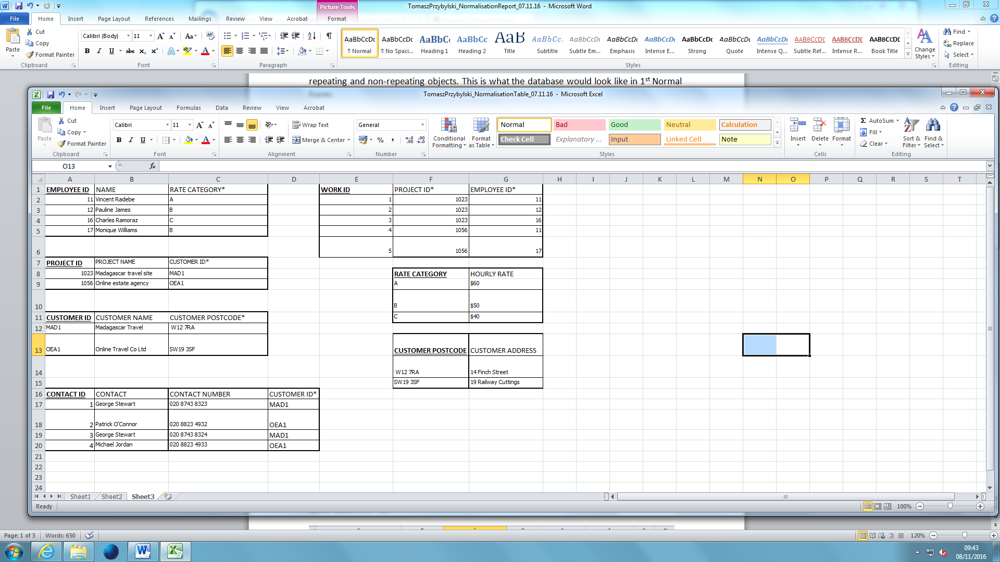 TomaszPrzybylski_NormalisationReport_07.11.16 - Microsoft Word
Picture Tools
File Home Insert Page Layout References Mailings Review View Acrobat Format
Paste
Cut
Copy
Format Painter
Clipboard
Calibri (Body) 11
Font
Paragraph
AaBbCcDc AaBbCcDc AaBbCc AaBbCc AaB AaBbCc. AaBbCcDc AaBbCcDc AaBbCcDc AaBbCcDc AaBbCcDc AaBbCcDc AABBCCDE AABBCCDE AABBCCDE
¶ Normal ¶ No Spaci... Heading 1 Heading 2 Title Subtitle Subtle Em... Emphasis Intense E... Strong Quote Intense Q... Subtle Ref... Intense R... Book Title
Styles
Change Styles
Find
Replace
Select
Editing
repeating and non-repeating objects. This is what the database would look like in 1st Normal
TomaszPrzybylski_NormalisationTable_07.11.16 - Microsoft Excel
File Home Insert Page Layout Formulas Data Review View Acrobat
Paste
Cut
Copy
Format Painter
Clipboard
Calibri 11
Font
Wrap Text
Merge & Center
Alignment
General
Number
Conditional Formatting
Format as Table
Normal Bad Good Neutral Calculation
Check Cell Explanatory ... Input Linked Cell Note
Styles
Insert Delete Format
Cells
AutoSum
Fill
Clear
Sort & Filter
Find & Select
Editing
O13 fx
A B C D E F G H I J K L M N O P Q R S T
1 EMPLOYEE ID NAME RATE CATEGORY* WORK ID PROJECT ID* EMPLOYEE ID*
2 11 Vincent Radebe A 1 1023 11
3 12 Pauline James B 2 1023 12
4 16 Charles Ramoraz C 3 1023 16
5 17 Monique Williams B 4 1056 11
6 5 1056 17
7 PROJECT ID PROJECT NAME CUSTOMER ID*
8 1023 Madagascar travel site MAD1 RATE CATEGORY HOURLY RATE
9 1056 Online estate agency OEA1 A $60
10 B $50
11 CUSTOMER ID CUSTOMER NAME CUSTOMER POSTCODE* C $40
12 MAD1 Madagascar Travel W12 7RA
13 OEA1 Online Travel Co Ltd SW19 3SF CUSTOMER POSTCODE CUSTOMER ADDRESS
14 W12 7RA 14 Finch Street
15 SW19 3SF 19 Railway Cuttings
16 CONTACT ID CONTACT CONTACT NUMBER CUSTOMER ID*
17 1 George Stewart 020 8743 8323 MAD1
18 2 Patrick O'Connor 020 8823 4932 OEA1
19 3 George Stewart 020 8743 8324 MAD1
20 4 Michael Jordan 020 8823 4933 OEA1
21
22
23
24
Sheet1 Sheet2 Sheet3
Ready 100%
Page: 1 of 3 Words: 650 120%
09:43
08/11/2016